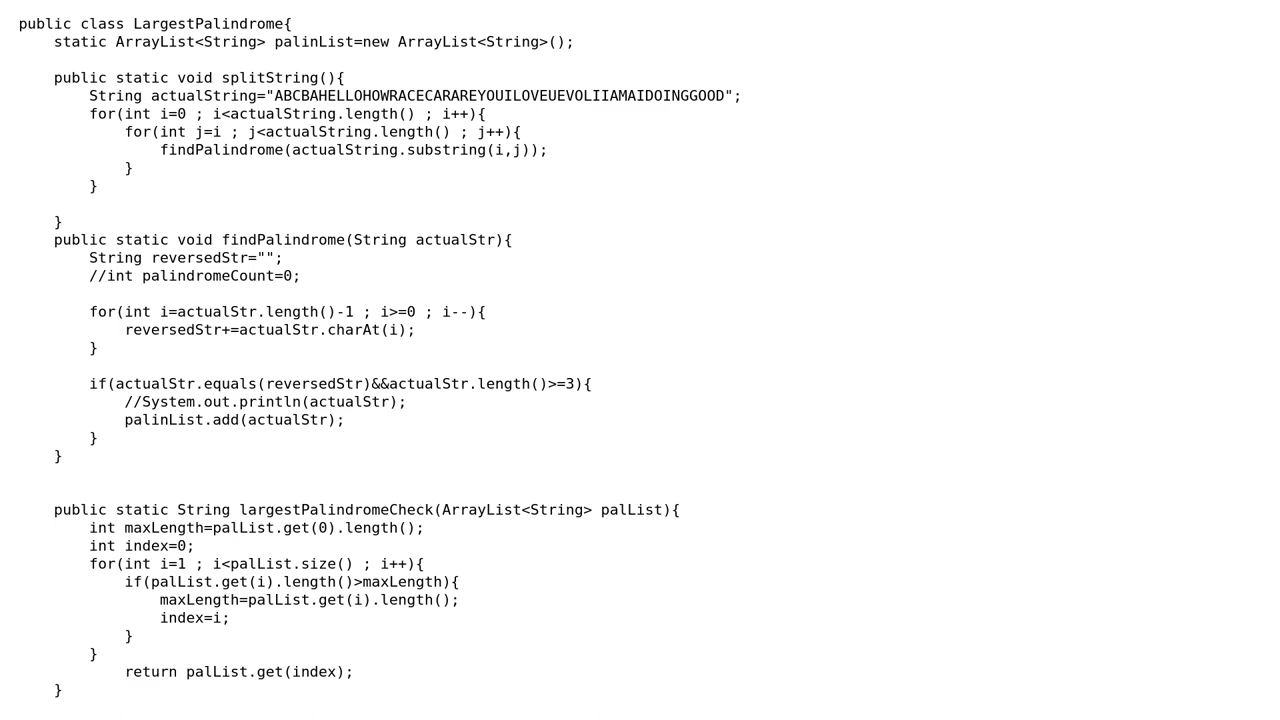 public class LargestPalindrome{
    static ArrayList<String> palinList=new ArrayList<String>();

    public static void splitString(){
        String actualString="ABCBAHELLOHOWRACECARAREYOUILOVEUEVOLIIAMAIDOINGGOOD";
        for(int i=0 ; i<actualString.length() ; i++){
            for(int j=i ; j<actualString.length() ; j++){
                findPalindrome(actualString.substring(i,j));
            }
        }

    }
    public static void findPalindrome(String actualStr){
        String reversedStr="";
        //int palindromeCount=0;

        for(int i=actualStr.length()-1 ; i>=0 ; i--){
            reversedStr+=actualStr.charAt(i);
        }

        if(actualStr.equals(reversedStr)&&actualStr.length()>=3){
            //System.out.println(actualStr);
            palinList.add(actualStr);
        }
    }


    public static String largestPalindromeCheck(ArrayList<String> palList){
        int maxLength=palList.get(0).length();
        int index=0;
        for(int i=1 ; i<palList.size() ; i++){
            if(palList.get(i).length()>maxLength){
                maxLength=palList.get(i).length();
                index=i;
            }
        }
            return palList.get(index);
    }